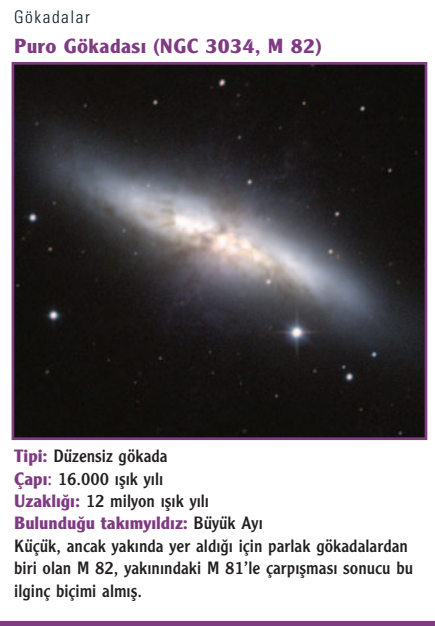 Gökadalar
Puro Gökadası (NGC 3034, M 82)
Tipi: Düzensiz gökada
Çapı: 16.000 ışık yılı
Uzaklığı: 12 milyon ışık yılı
Bulunduğu takımyıldız: Büyük Ayı
Küçük, ancak yakında yer aldığı için parlak gökadalardan
biri olan M 82, yakınındaki M 81'le çarpışması sonucu bu
ilginç biçimi almış.